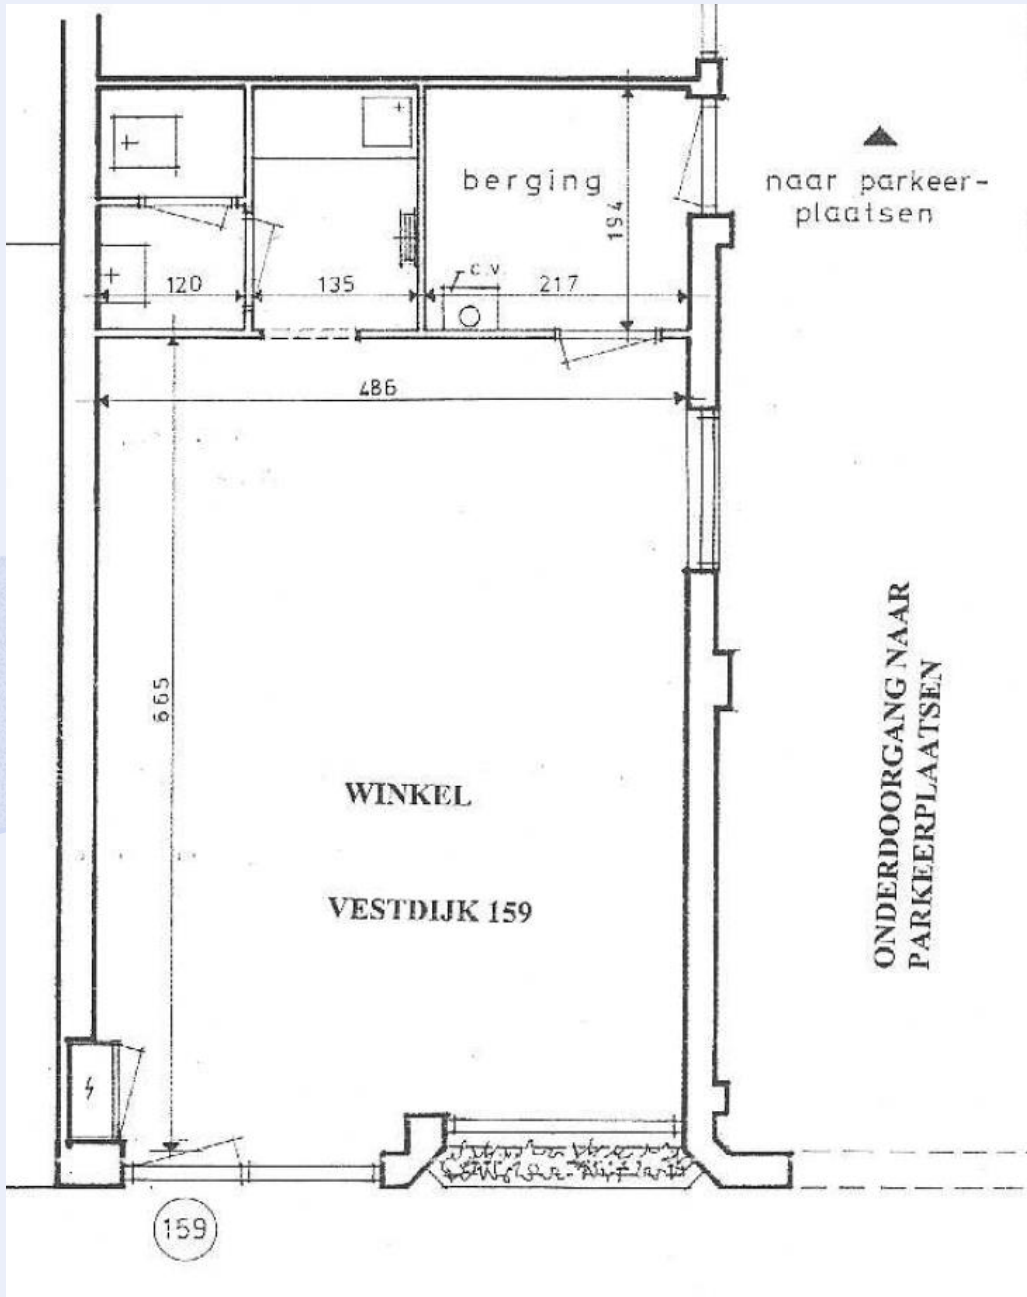 berging
naar parkeer-
plaatsen
194
c.v.
120
135
217
486
665
WINKEL
VESTDIJK 159
ONDERDOORGANG NAAR
PARKEERPLAATSEN
159